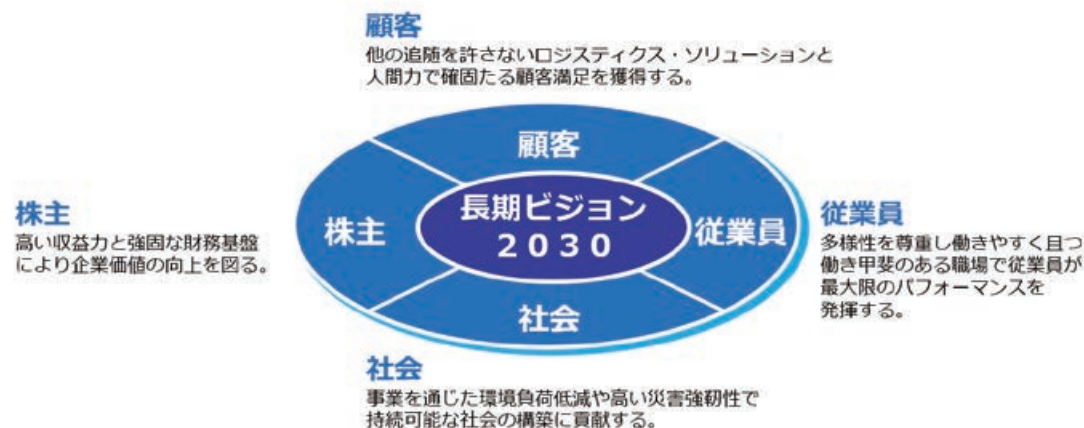 顧客
他の追随を許さないロジスティクス・ソリューションと
人間力で確固たる顧客満足を獲得する。
顧客
株主
高い収益力と強固な財務基盤
により企業価値の向上を図る。
株主
長期ビジョン
２０３０
従業員
従業員
多様性を尊重し働きやすく且つ
働き甲斐のある職場で従業員が
最大限のパフォーマンスを
発揮する。
社会
社会
事業を通じた環境負荷低減や高い災害強靭性で
持続可能な社会の構築に貢献する。